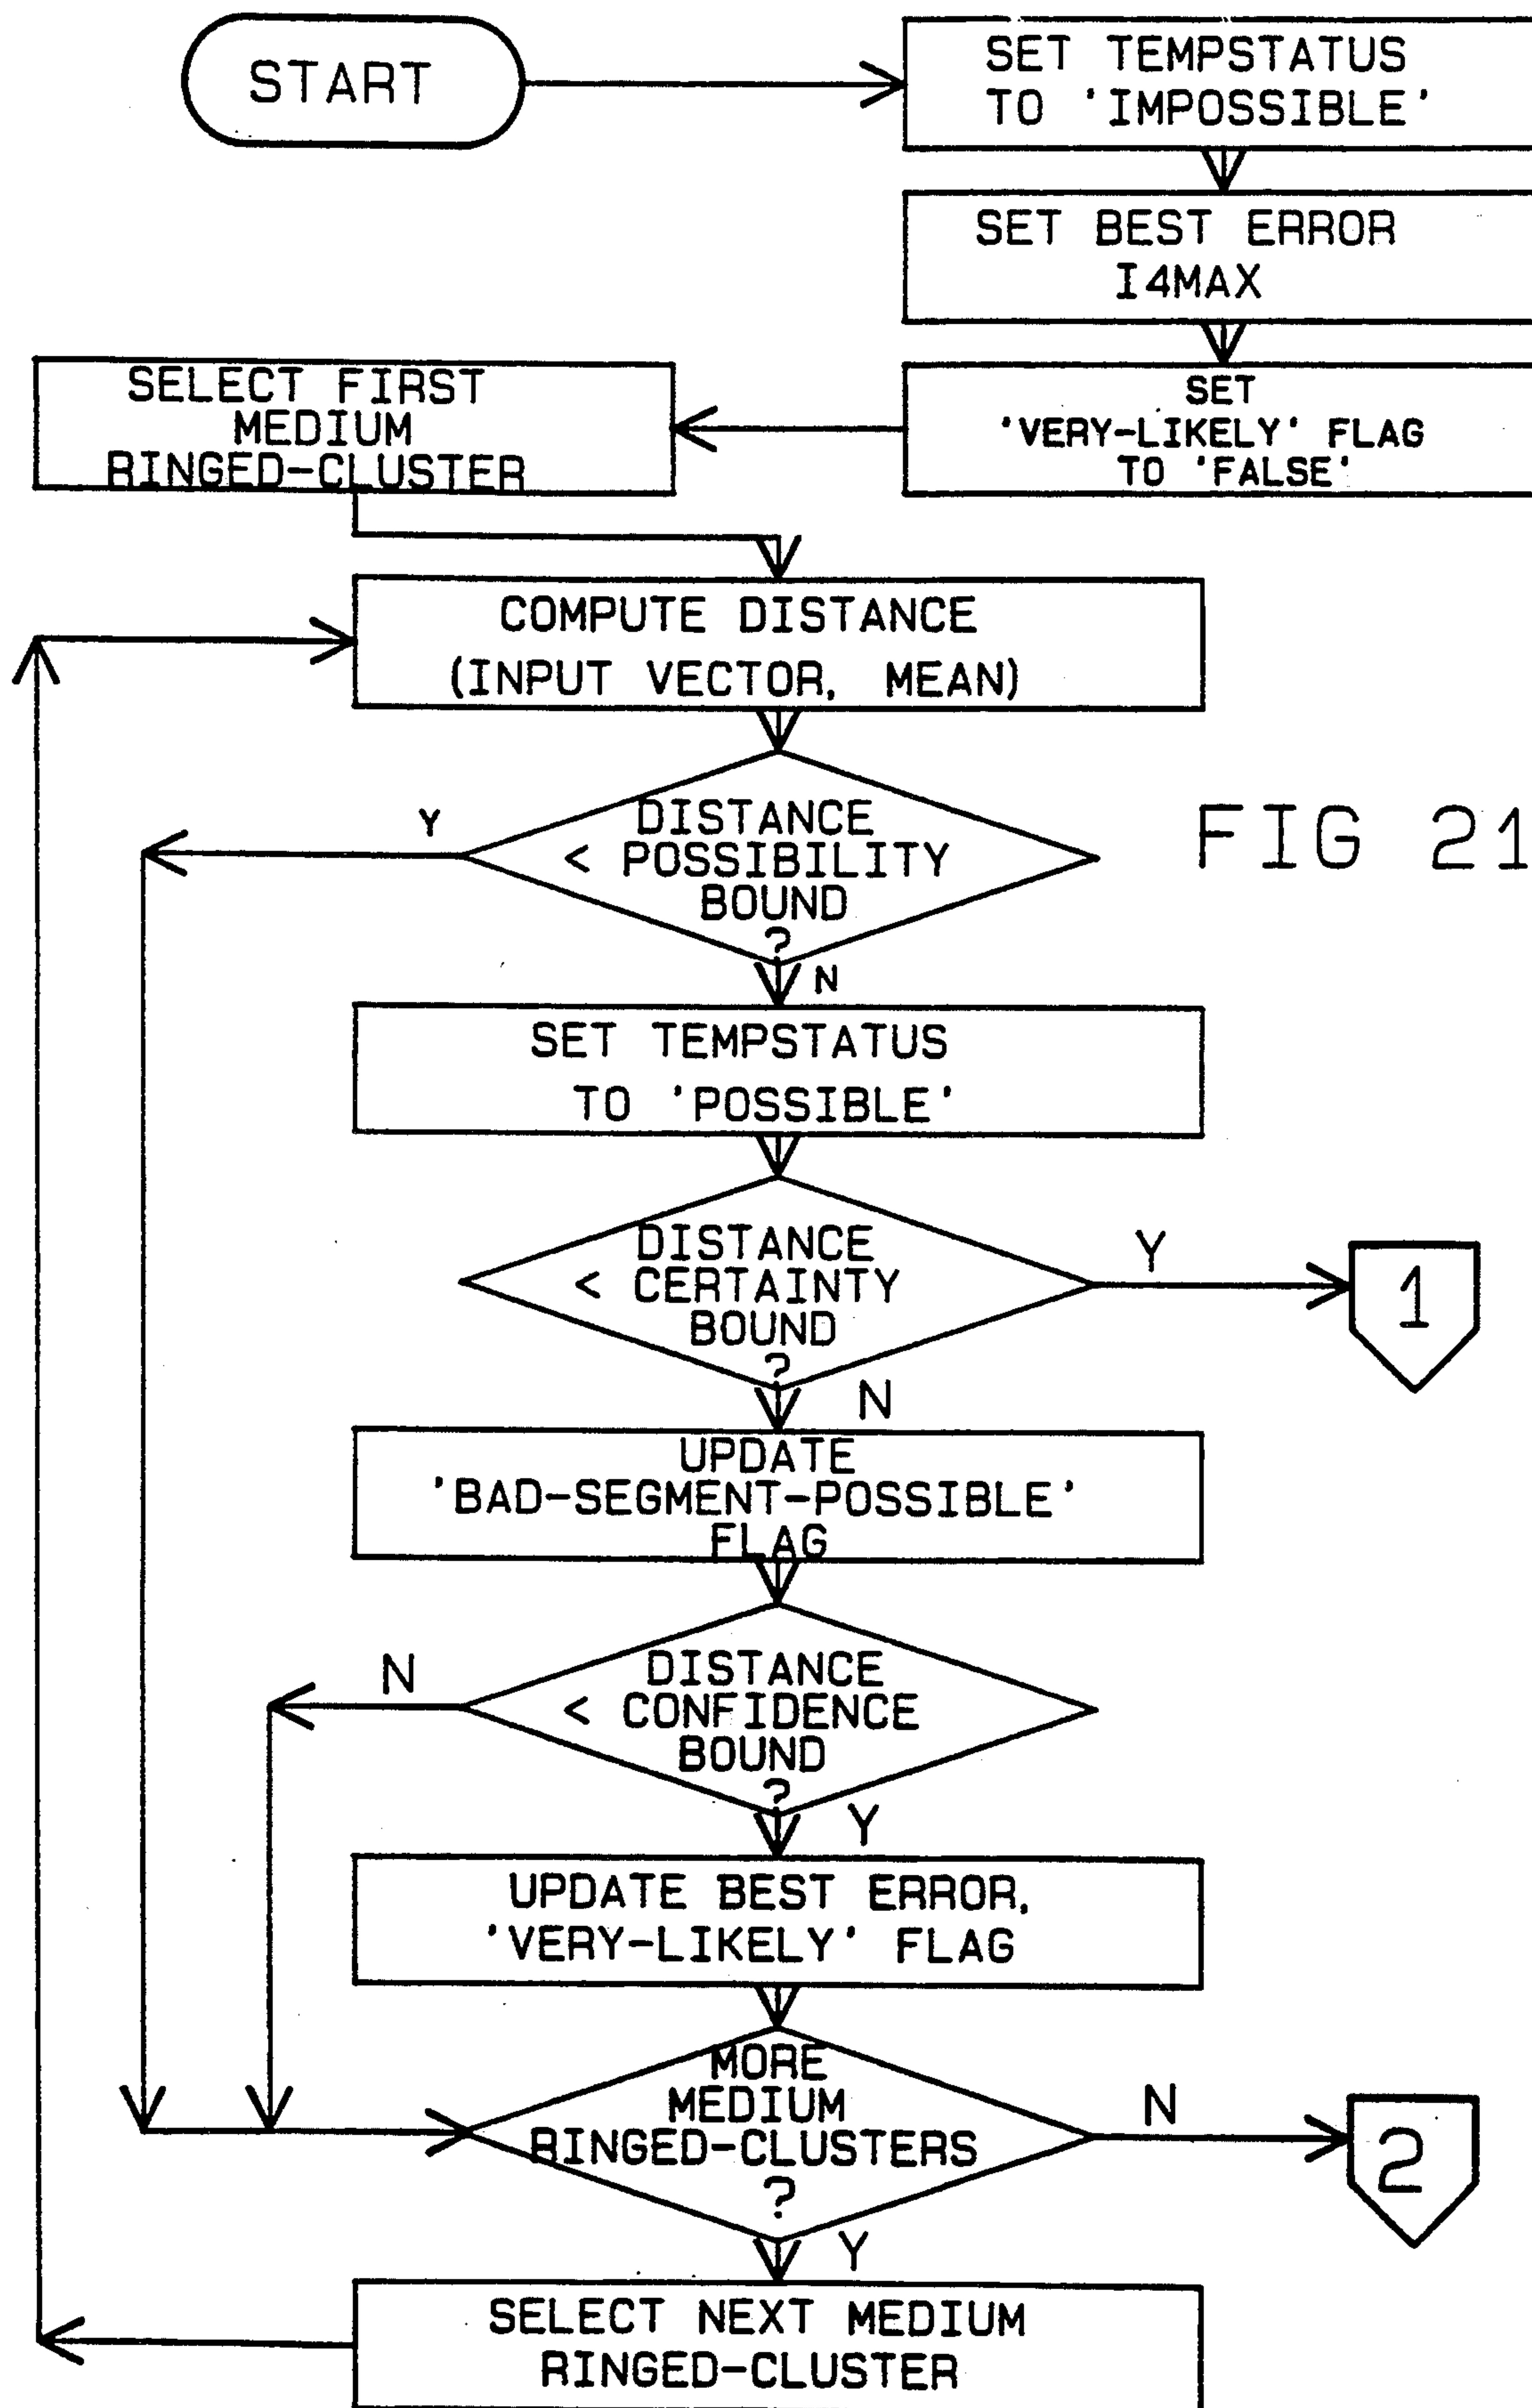 START
SET TEMPSTATUS
TO 'IMPOSSIBLE'
SET BEST ERROR
I4MAX
SET
'VERY-LIKELY' FLAG
TO 'FALSE'
SELECT FIRST
MEDIUM
RINGED-CLUSTER
COMPUTE DISTANCE
(INPUT VECTOR, MEAN)
Y
DISTANCE
< POSSIBILITY
BOUND
?
FIG 21
N
SET TEMPSTATUS
TO 'POSSIBLE'
DISTANCE
< CERTAINTY
BOUND
?
Y
1
N
UPDATE
'BAD-SEGMENT-POSSIBLE'
FLAG
N
DISTANCE
< CONFIDENCE
BOUND
?
Y
UPDATE BEST ERROR,
'VERY-LIKELY' FLAG
MORE
MEDIUM
RINGED-CLUSTERS
?
N
2
Y
SELECT NEXT MEDIUM
RINGED-CLUSTER